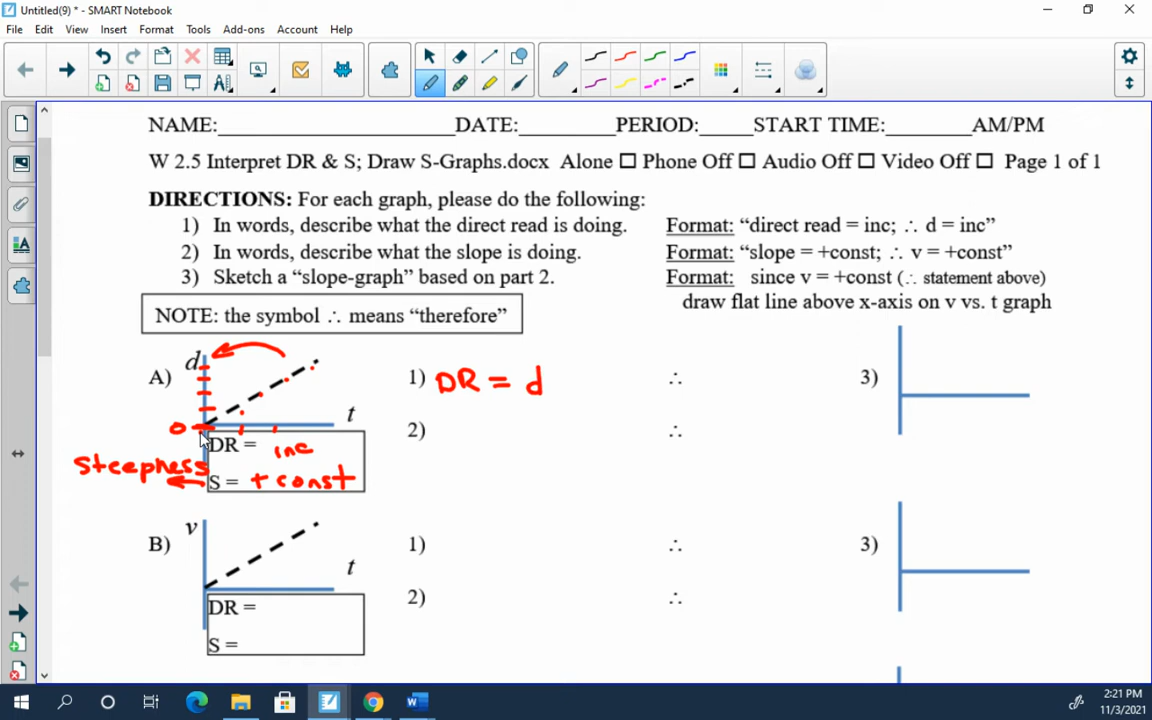 Untitled(9) * - SMART Notebook
File Edit View Insert Format Tools Add-ons Account Help
NAME:____________________ DATE:________ PERIOD:_____ START TIME:________ AM/PM
W 2.5 Interpret DR & S; Draw S-Graphs.docx Alone ☐ Phone Off ☐ Audio Off ☐ Video Off ☐ Page 1 of 1
DIRECTIONS: For each graph, please do the following:
1) In words, describe what the direct read is doing. Format: “direct read = inc; ∴ d = inc”
2) In words, describe what the slope is doing. Format: “slope = +const; ∴ v = +const”
3) Sketch a “slope-graph” based on part 2. Format: since v = +const (∴ statement above)
draw flat line above x-axis on v vs. t graph
NOTE: the symbol ∴ means “therefore”
A) d t 1) DR = d ∴ 3)
0
2) ∴
DR = inc
Steepness S = + const
B) v t 1) ∴ 3)
2) ∴
DR =
S =
2:21 PM
11/3/2021